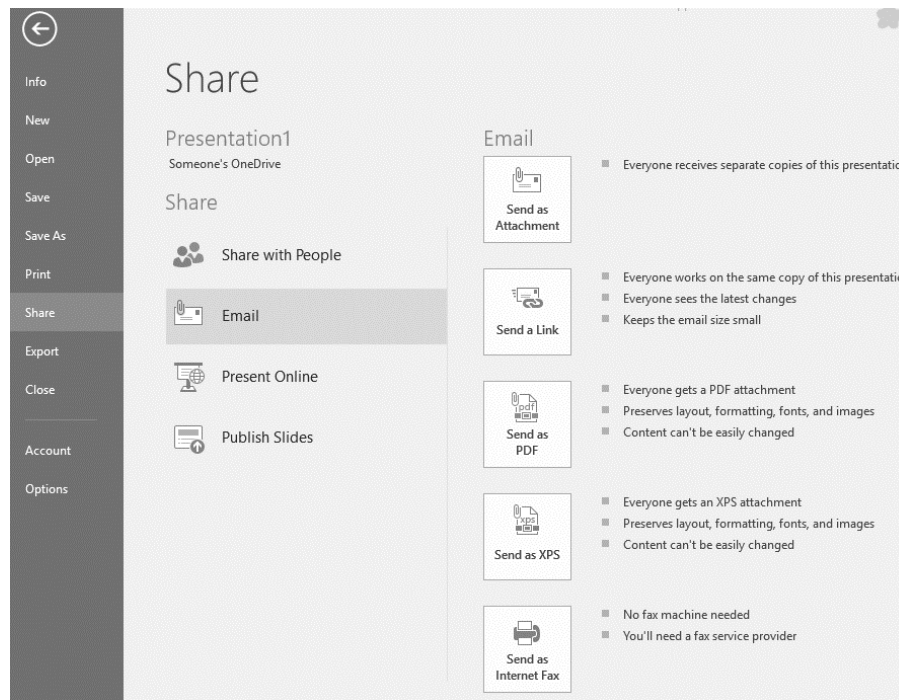 Info
New
Open
Save
Save As
Print
Share
Export
Close
Account
Options
Share
Presentation1
Someone's OneDrive
Share
Share with People
Email
Present Online
Publish Slides
Email
Send as
Attachment
Everyone receives separate copies of this presentatio
Send a Link
Everyone works on the same copy of this presentatio
Everyone sees the latest changes
Keeps the email size small
pdf
Send as
PDF
Everyone gets a PDF attachment
Preserves layout, formatting, fonts, and images
Content can't be easily changed
xps
Send as XPS
Everyone gets an XPS attachment
Preserves layout, formatting, fonts, and images
Content can't be easily changed
Send as
Internet Fax
No fax machine needed
You'll need a fax service provider